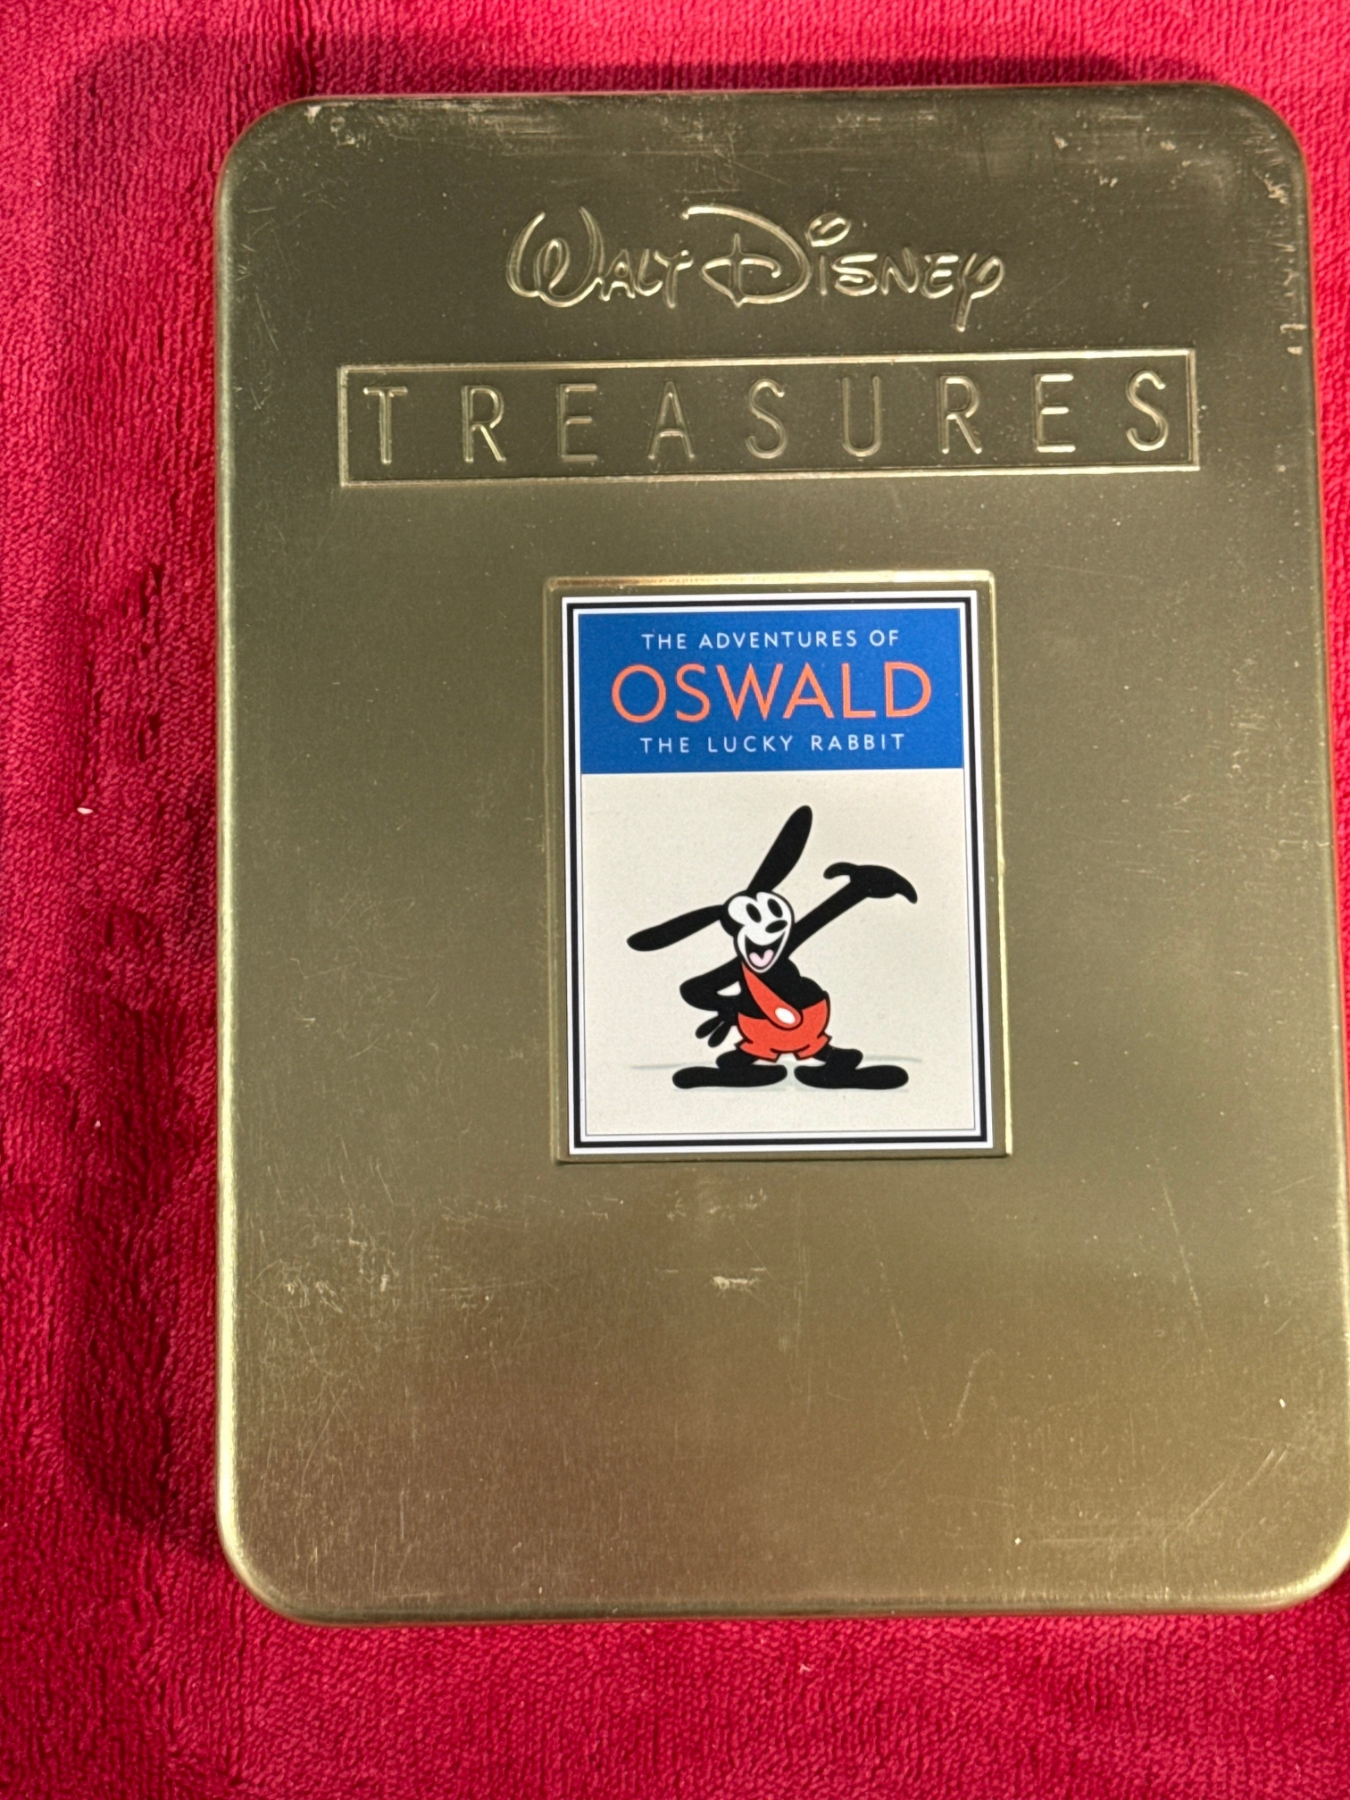 WALT DISNEY
TREASURES
THE ADVENTURES OF
OSWALD
THE LUCKY RABBIT